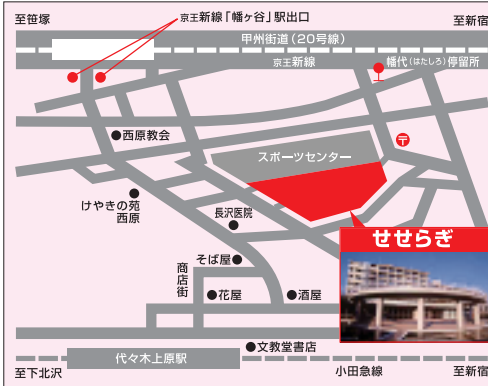 至笹塚
京王新線「幡ヶ谷」駅出口
至新宿
甲州街道（20号線）
京王新線
幡代（はたしろ）停留所
西原教会
スポーツセンター
けやきの苑
西原
長沢医院
せせらぎ
そば屋
商店街
花屋
酒屋
文教堂書店
代々木上原駅
至下北沢
小田急線
至新宿